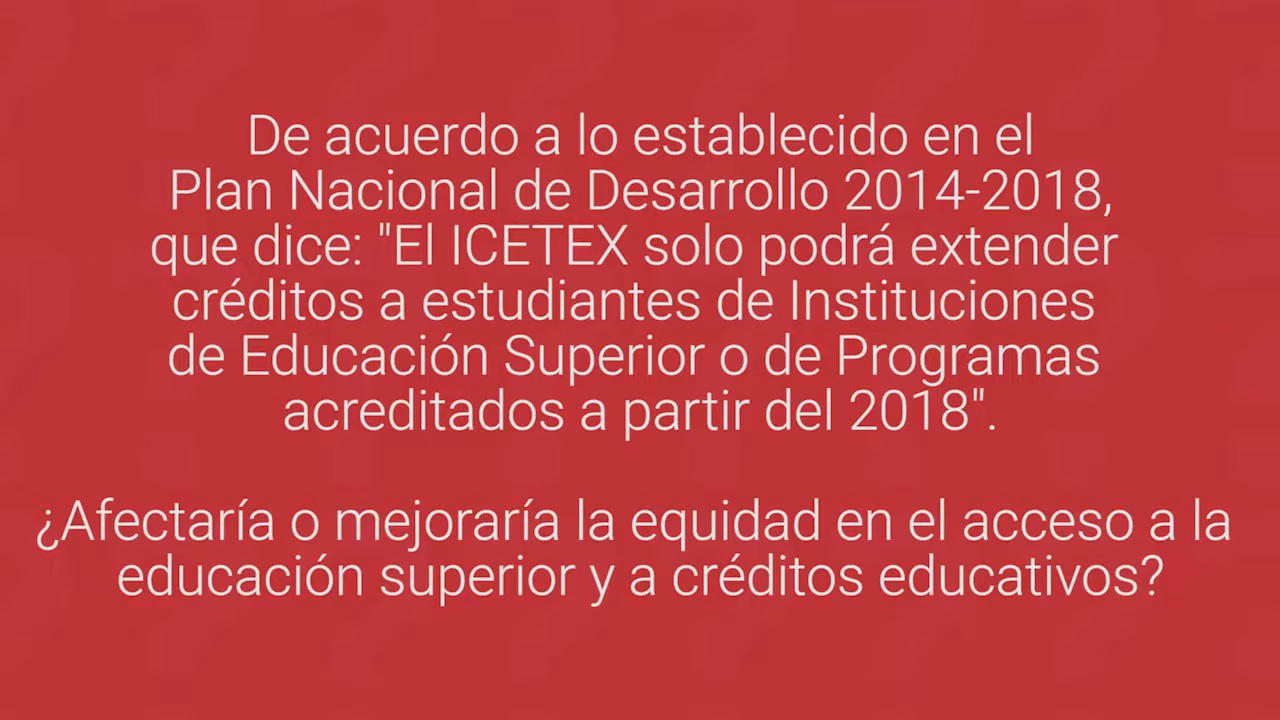 De acuerdo a lo establecido en el
Plan Nacional de Desarrollo 2014-2018,
que dice: "El ICETEX solo podrá extender
créditos a estudiantes de Instituciones
de Educación Superior o de Programas
acreditados a partir del 2018".
¿Afectaría o mejoraría la equidad en el acceso a la
educación superior y a créditos educativos?